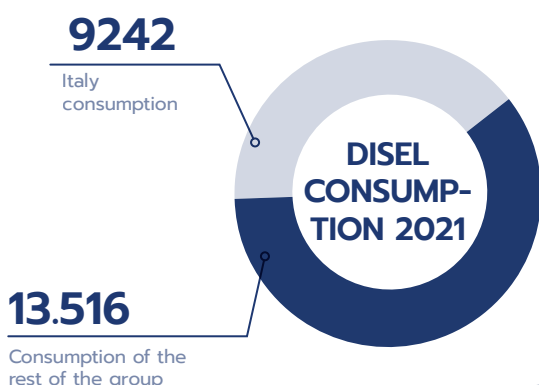 9242
Italy
consumption
DISEL
CONSUMP-
TION 2021
13.516
Consumption of the
rest of the group